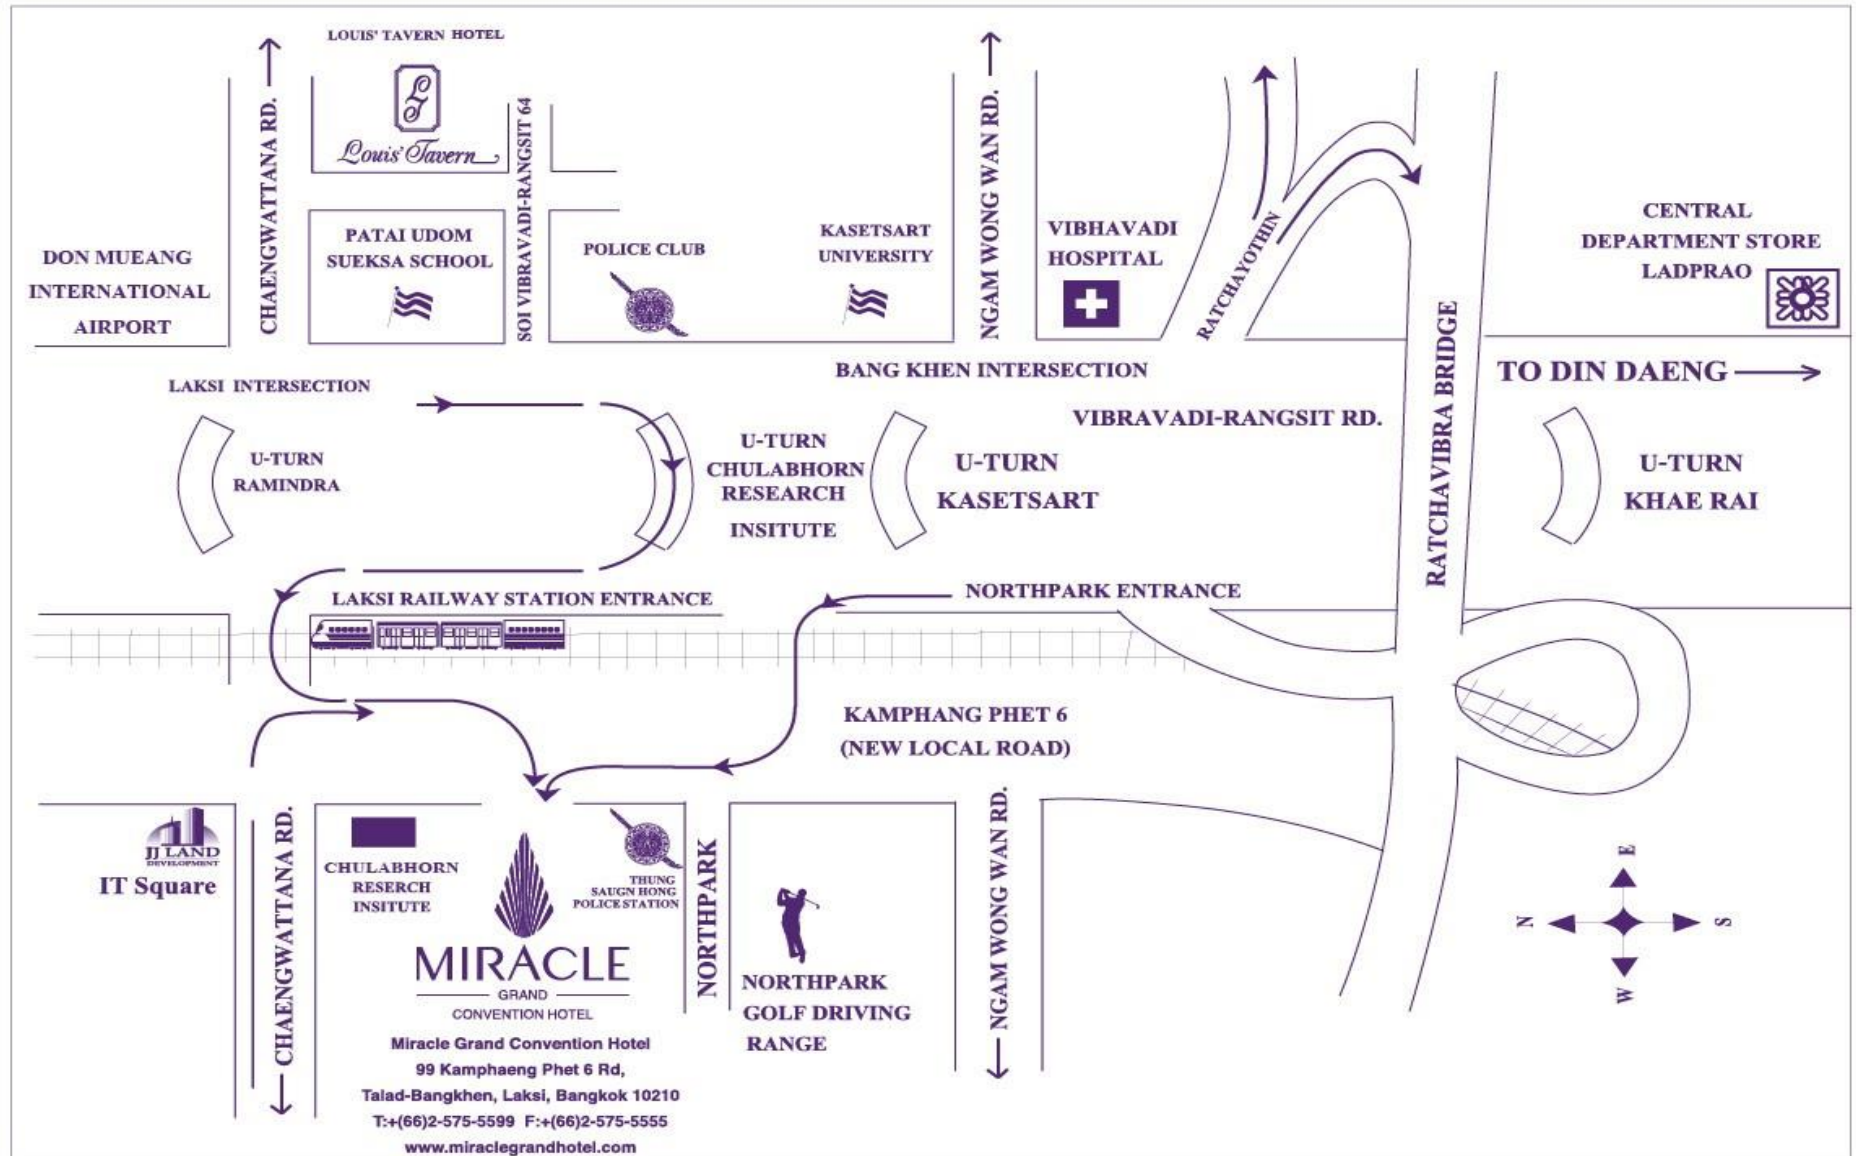 LOUIS' TAVERN HOTEL
LT
Louis' Tavern
CHAENGWATTANA RD.
SOI VIBRAVADI-RANGSIT 64
NGAM WONG WAN RD.
PATAI UDOM
SUEKSA SCHOOL
POLICE CLUB
KASETSART
UNIVERSITY
VIBHAVADI
HOSPITAL
RATCHAYOTHIN
CENTRAL
DEPARTMENT STORE
LADPRAO
DON MUEANG
INTERNATIONAL
AIRPORT
LAKSI INTERSECTION
BANG KHEN INTERSECTION
TO DIN DAENG
VIBRAVADI-RANGSIT RD.
RATCHAVIBRA BRIDGE
U-TURN
RAMINDRA
U-TURN
CHULABHORN
RESEARCH
INSITUTE
U-TURN
KASETSART
U-TURN
KHAE RAI
LAKSI RAILWAY STATION ENTRANCE
NORTHPARK ENTRANCE
KAMPHANG PHET 6
(NEW LOCAL ROAD)
JJ LAND
DEVELOPMENT
IT Square
CHAENGWATTANA RD.
CHULABHORN
RESERCH
INSITUTE
THUNG
SAUGN HONG
POLICE STATION
NORTHPARK
NORTHPARK
GOLF DRIVING
RANGE
NGAM WONG WAN RD.
MIRACLE
GRAND
CONVENTION HOTEL
Miracle Grand Convention Hotel
99 Kamphaeng Phet 6 Rd,
Talad-Bangkhen, Laksi, Bangkok 10210
T:+(66)2-575-5599 F:+(66)2-575-5555
www.miraclegrandhotel.com
E
N
S
W